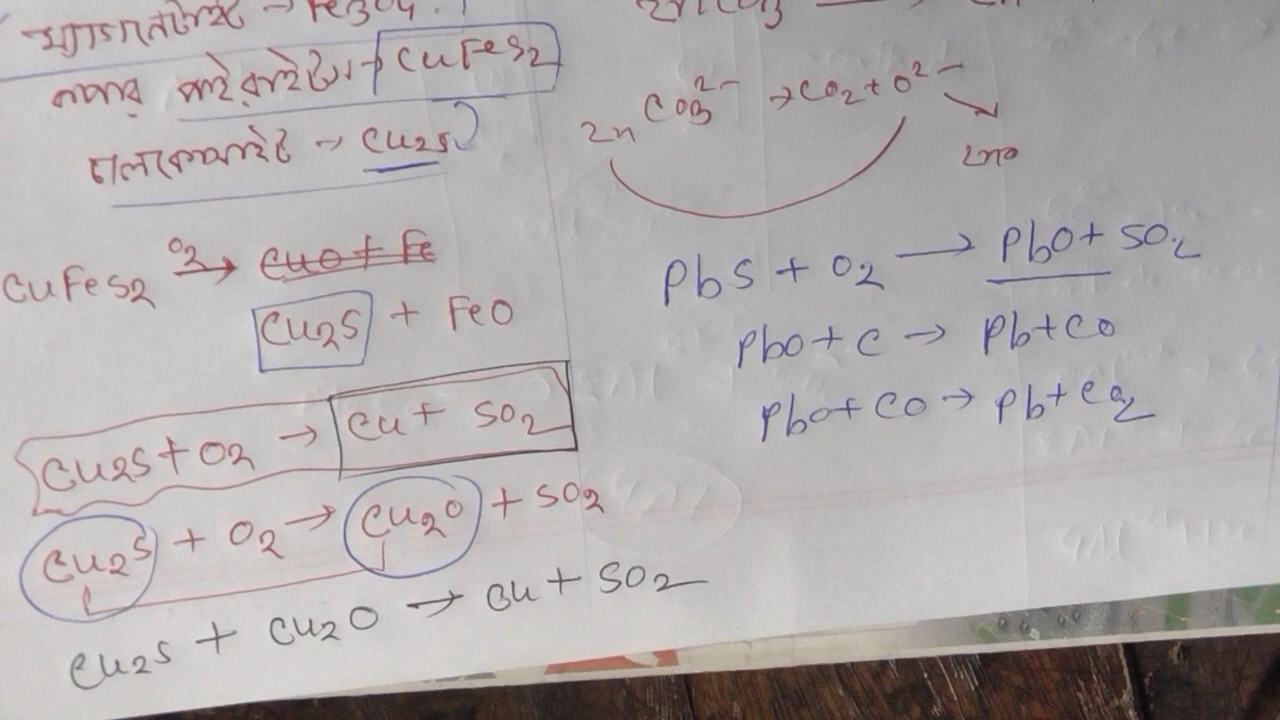 ম্যাগনেটাইট → Fe3O4
কপার পাইরাইটস → CuFeS2
চালকোসাইট → Cu2S
CuFeS2 O2→ CuO + Fe
Cu2S + FeO
Cu2S + O2 → Cu + SO2
Cu2S + O2 → Cu2O + SO2
Cu2S + Cu2O → Cu + SO2
ZnCO3 →
Zn CO3 2- → CO2 + O2-
ZnO
PbS + O2 → PbO + SO2
PbO + C → Pb + CO
PbO + CO → Pb + CO2